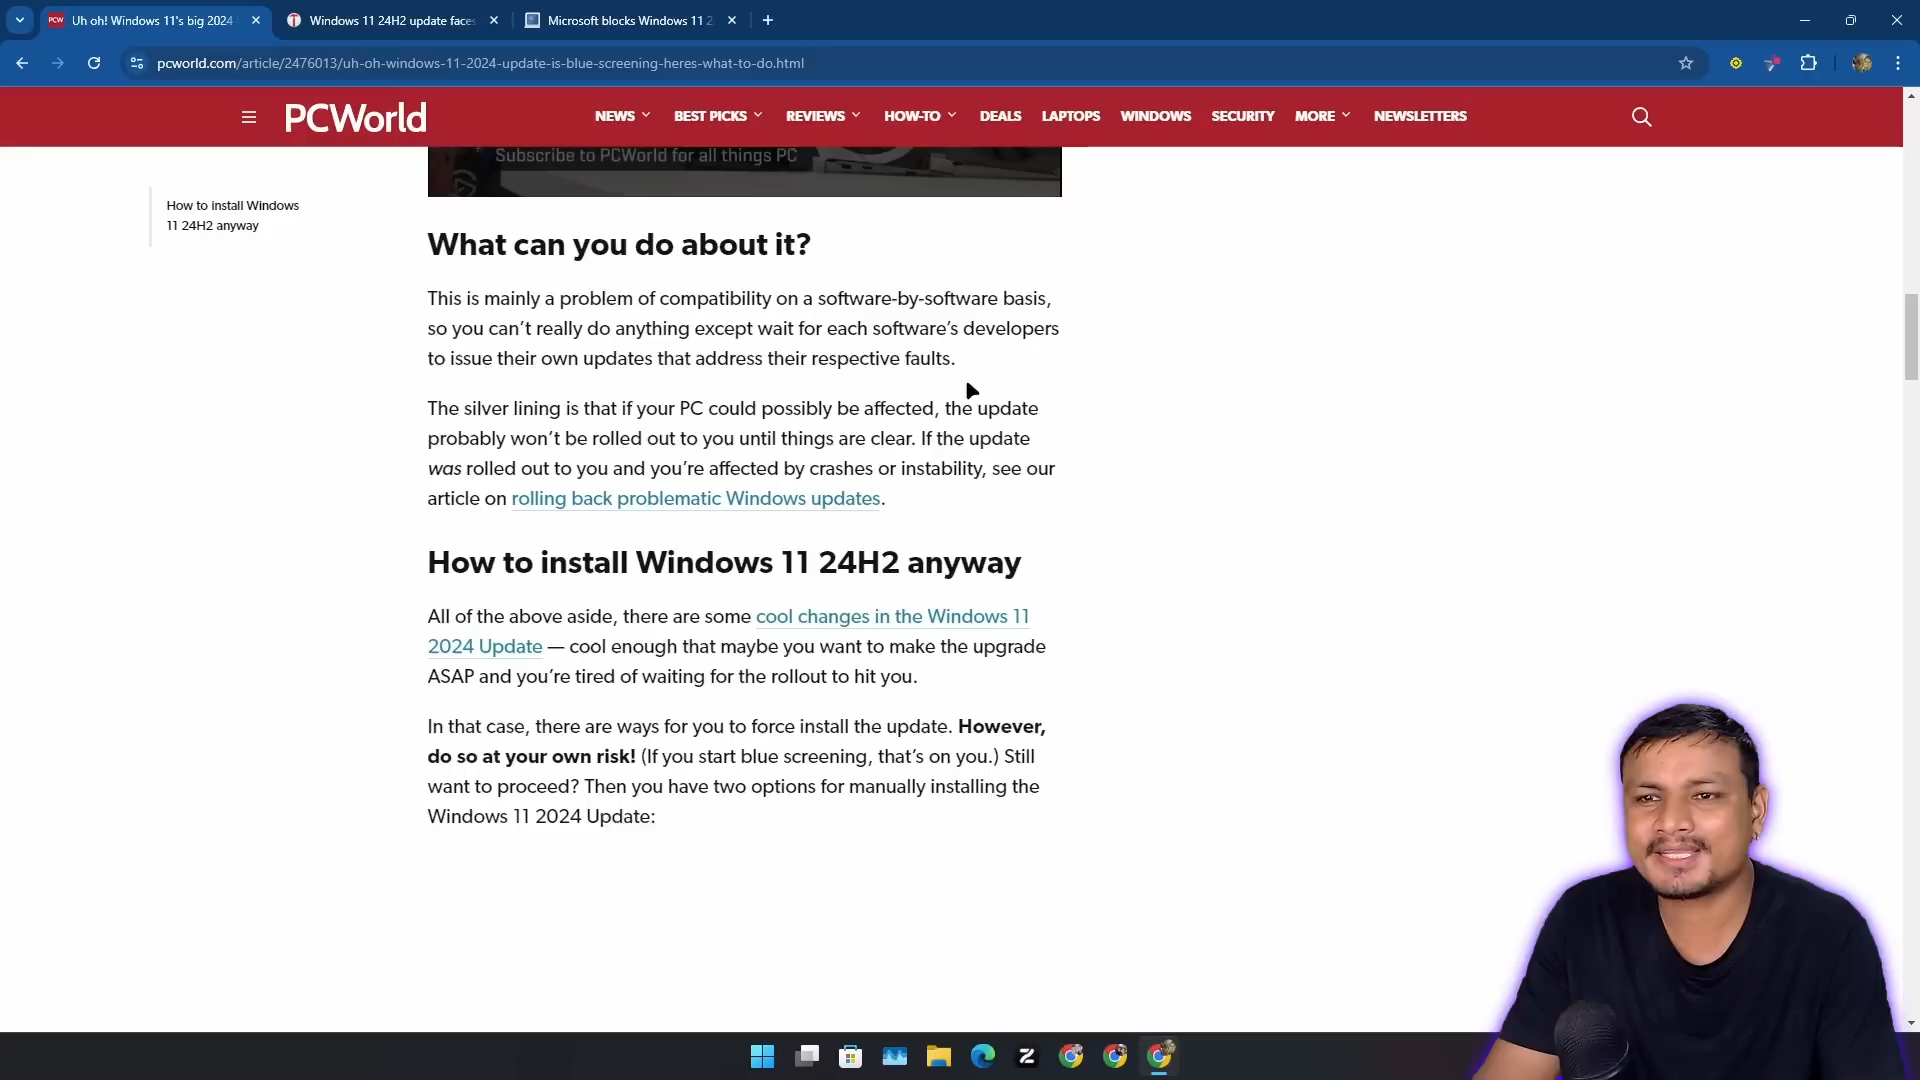 PCW Uh oh! Windows 11's big 2024
Windows 11 24H2 update faces
Microsoft blocks Windows 11 2
pcworld.com/article/2476013/uh-oh-windows-11-2024-update-is-blue-screening-heres-what-to-do.html
PCWorld
NEWS BEST PICKS REVIEWS HOW-TO DEALS LAPTOPS WINDOWS SECURITY MORE NEWSLETTERS
Subscribe to PCWorld for all things PC
How to install Windows
11 24H2 anyway
What can you do about it?
This is mainly a problem of compatibility on a software-by-software basis,
so you can’t really do anything except wait for each software’s developers
to issue their own updates that address their respective faults.
The silver lining is that if your PC could possibly be affected, the update
probably won’t be rolled out to you until things are clear. If the update
was rolled out to you and you’re affected by crashes or instability, see our
article on rolling back problematic Windows updates.
How to install Windows 11 24H2 anyway
All of the above aside, there are some cool changes in the Windows 11
2024 Update — cool enough that maybe you want to make the upgrade
ASAP and you’re tired of waiting for the rollout to hit you.
In that case, there are ways for you to force install the update. However,
do so at your own risk! (If you start blue screening, that’s on you.) Still
want to proceed? Then you have two options for manually installing the
Windows 11 2024 Update: